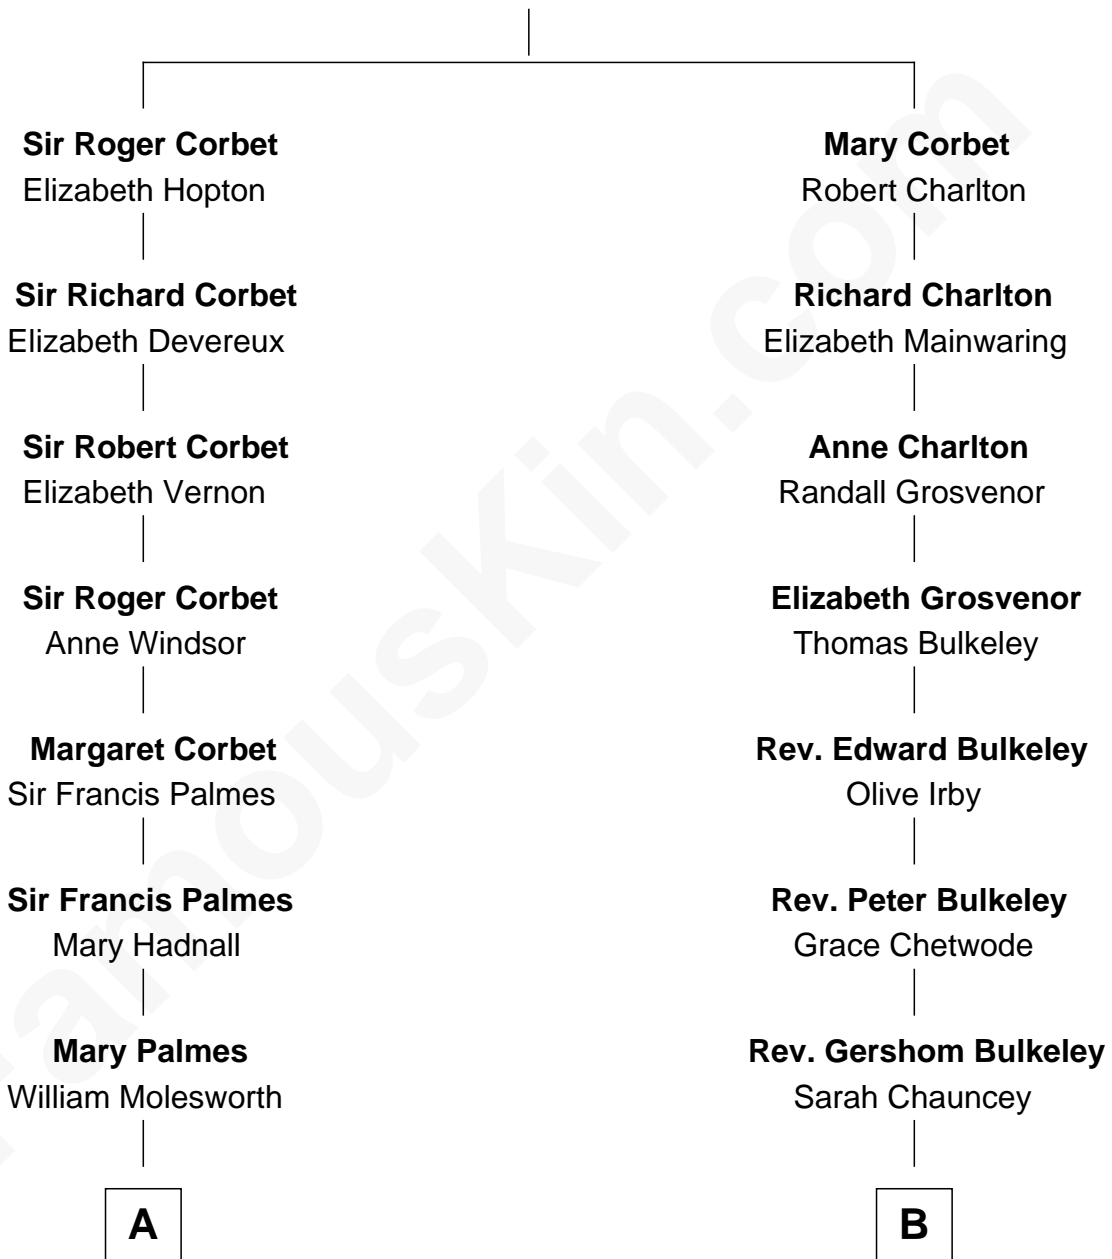 Sir Roger Corbet
Elizabeth Hopton
Mary Corbet
Robert Charlton
Sir Richard Corbet
Elizabeth Devereux
Richard Charlton
Elizabeth Mainwaring
Sir Robert Corbet
Elizabeth Vernon
Anne Charlton
Randall Grosvenor
Sir Roger Corbet
Anne Windsor
Elizabeth Grosvenor
Thomas Bulkeley
Margaret Corbet
Sir Francis Palmes
Rev. Edward Bulkeley
Olive Irby
Sir Francis Palmes
Mary Hadnall
Rev. Peter Bulkeley
Grace Chetwode
Mary Palmes
William Molesworth
Rev. Gershom Bulkeley
Sarah Chauncey
A
B
FamousKin.com